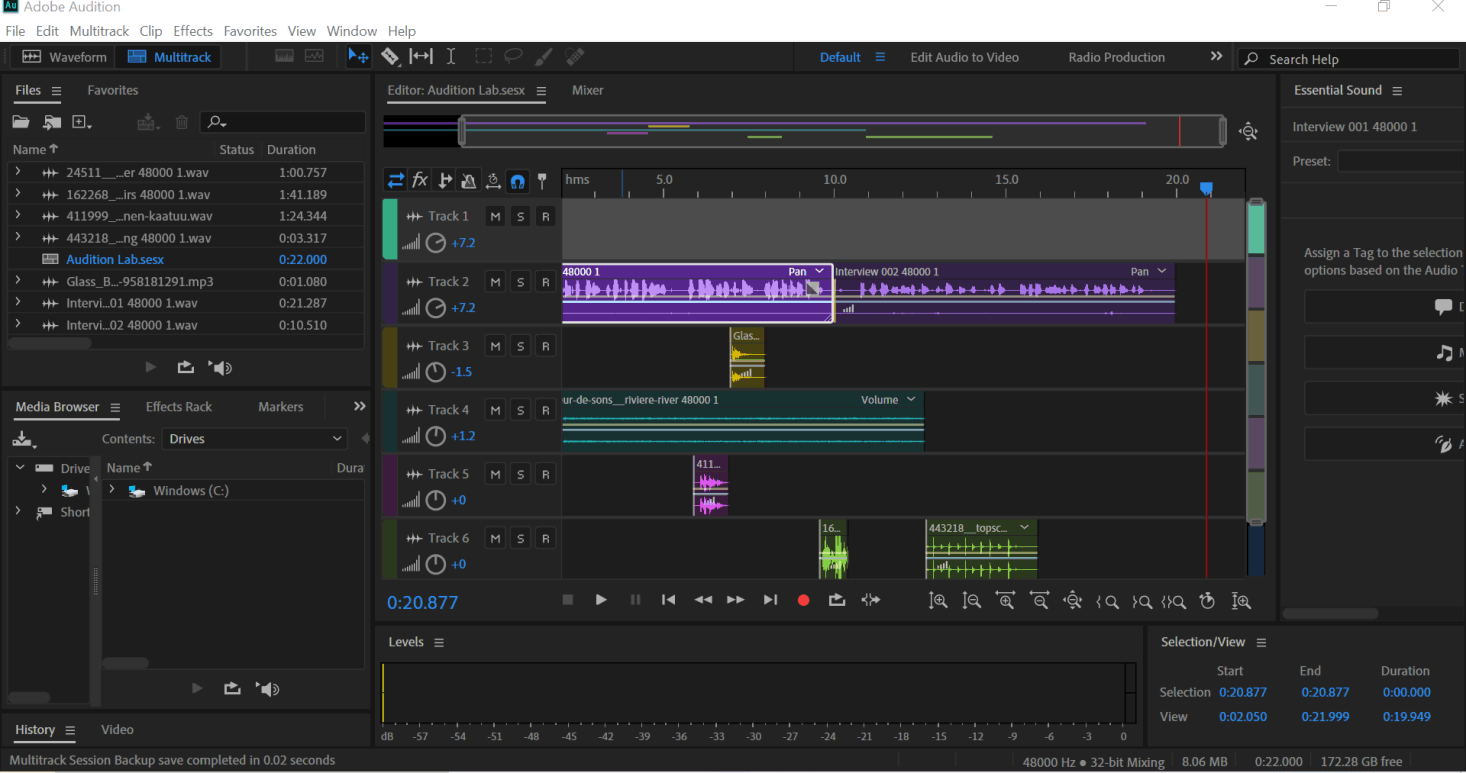 Au Adobe Audition
File Edit Multitrack Clip Effects Favorites View Window Help
Waveform Multitrack Default Edit Audio to Video Radio Production Search Help
Files Favorites
Name Status Duration
24511__...er 48000 1.wav 1:00.757
162268_...irs 48000 1.wav 1:41.189
411999_...nen-kaatuu.wav 1:24.344
443218_...ng 48000 1.wav 0:03.317
Audition Lab.sesx 0:22.000
Glass_B...-958181291.mp3 0:01.080
Intervi...01 48000 1.wav 0:21.287
Intervi...02 48000 1.wav 0:10.510
Media Browser Effects Rack Markers
Contents: Drives
Drive Name Dura
Windows (C:)
Short
History Video
Editor: Audition Lab.sesx Mixer
fx hms 5.0 10.0 15.0 20.0
Track 1 M S R
+7.2
Track 2 M S R 48000 1 Pan Interview 002 48000 1 Pan
+7.2
Track 3 M S R Glas...
-1.5
Track 4 M S R ur-de-sons__riviere-river 48000 1 Volume
+1.2
Track 5 M S R 411...
+0
Track 6 M S R 16... 443218__topsc...
+0
0:20.877
Levels
dB -57 -54 -51 -48 -45 -42 -39 -36 -33 -30 -27 -24 -21 -18 -15 -12 -9 -6 -3 0
Essential Sound
Interview 001 48000 1
Preset:
Assign a Tag to the selection
options based on the Audio
Selection/View
Start End Duration
Selection 0:20.877 0:20.877 0:00.000
View 0:02.050 0:21.999 0:19.949
Multitrack Session Backup save completed in 0.02 seconds 48000 Hz ● 32-bit Mixing 8.06 MB 0:22.000 172.28 GB free